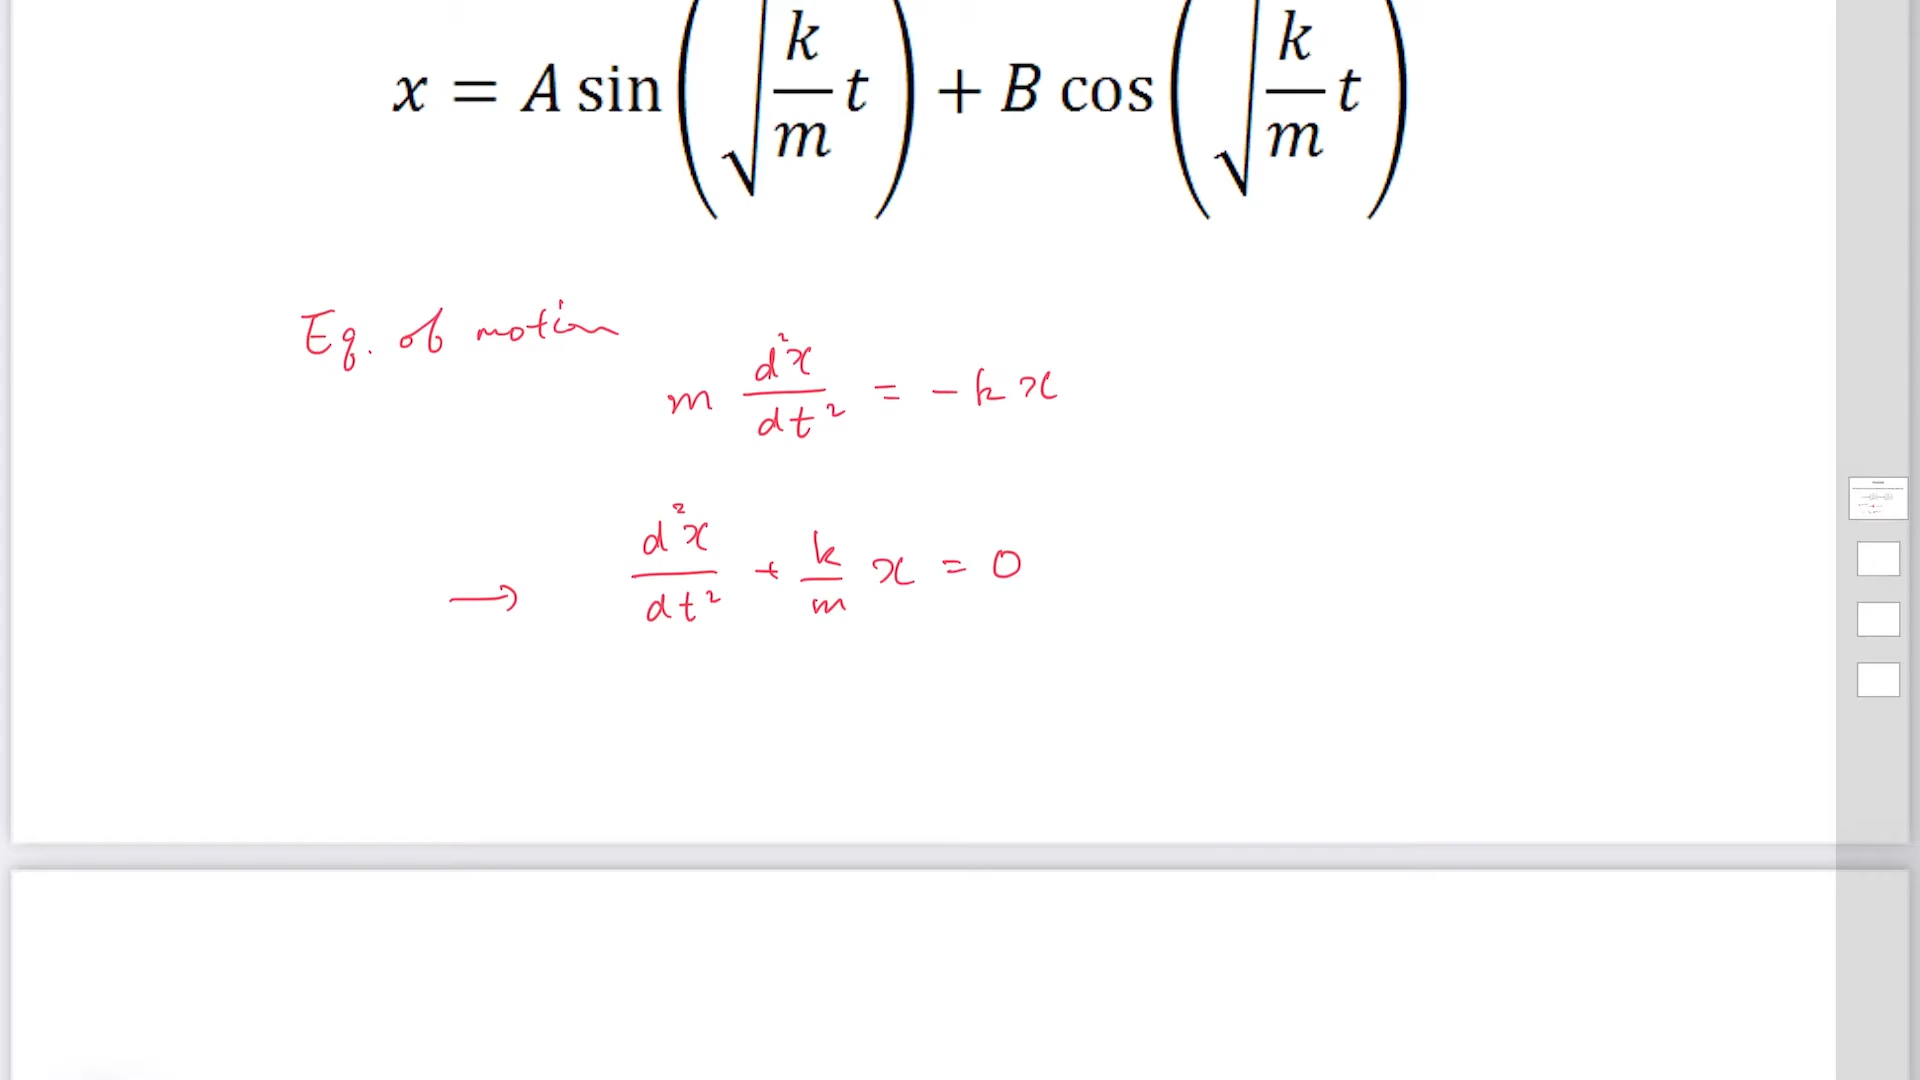 x = A sin(√(k/m) t) + B cos(√(k/m) t)
Eq. of motion
m d²x/dt² = -kx
→ d²x/dt² + k/m x = 0